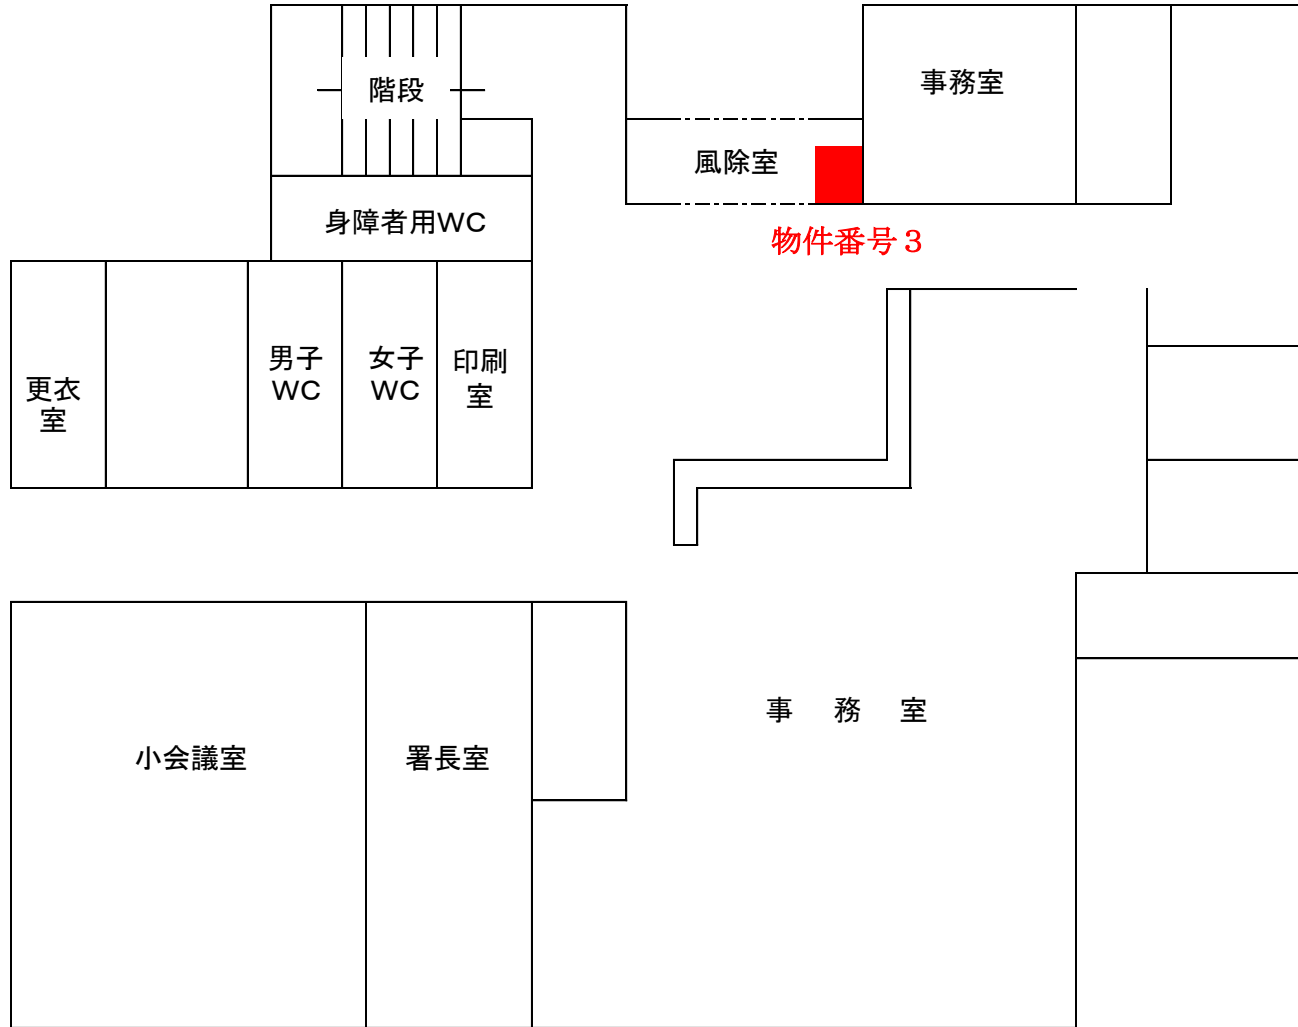 階段
事務室
風除室
身障者用WC
物件番号３
更衣
室
男子
WC
女子
WC
印刷
室
事　務　室
小会議室
署長室